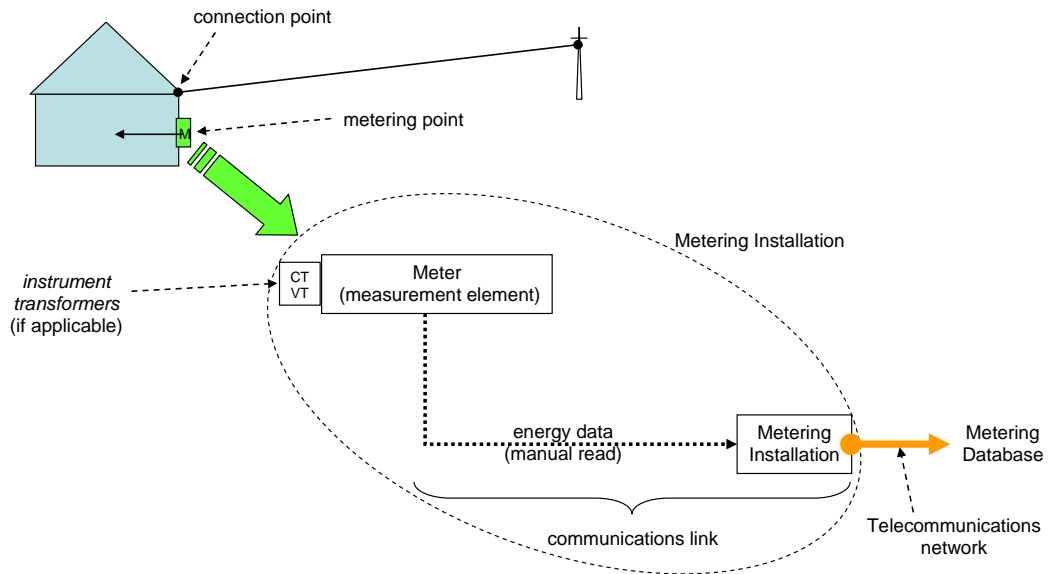 connection point
M
metering point
Metering Installation
CT
VT
Meter
(measurement element)
instrument
transformers
(if applicable)
energy data
(manual read)
Metering
Installation
Metering
Database
communications link
Telecommunications
network